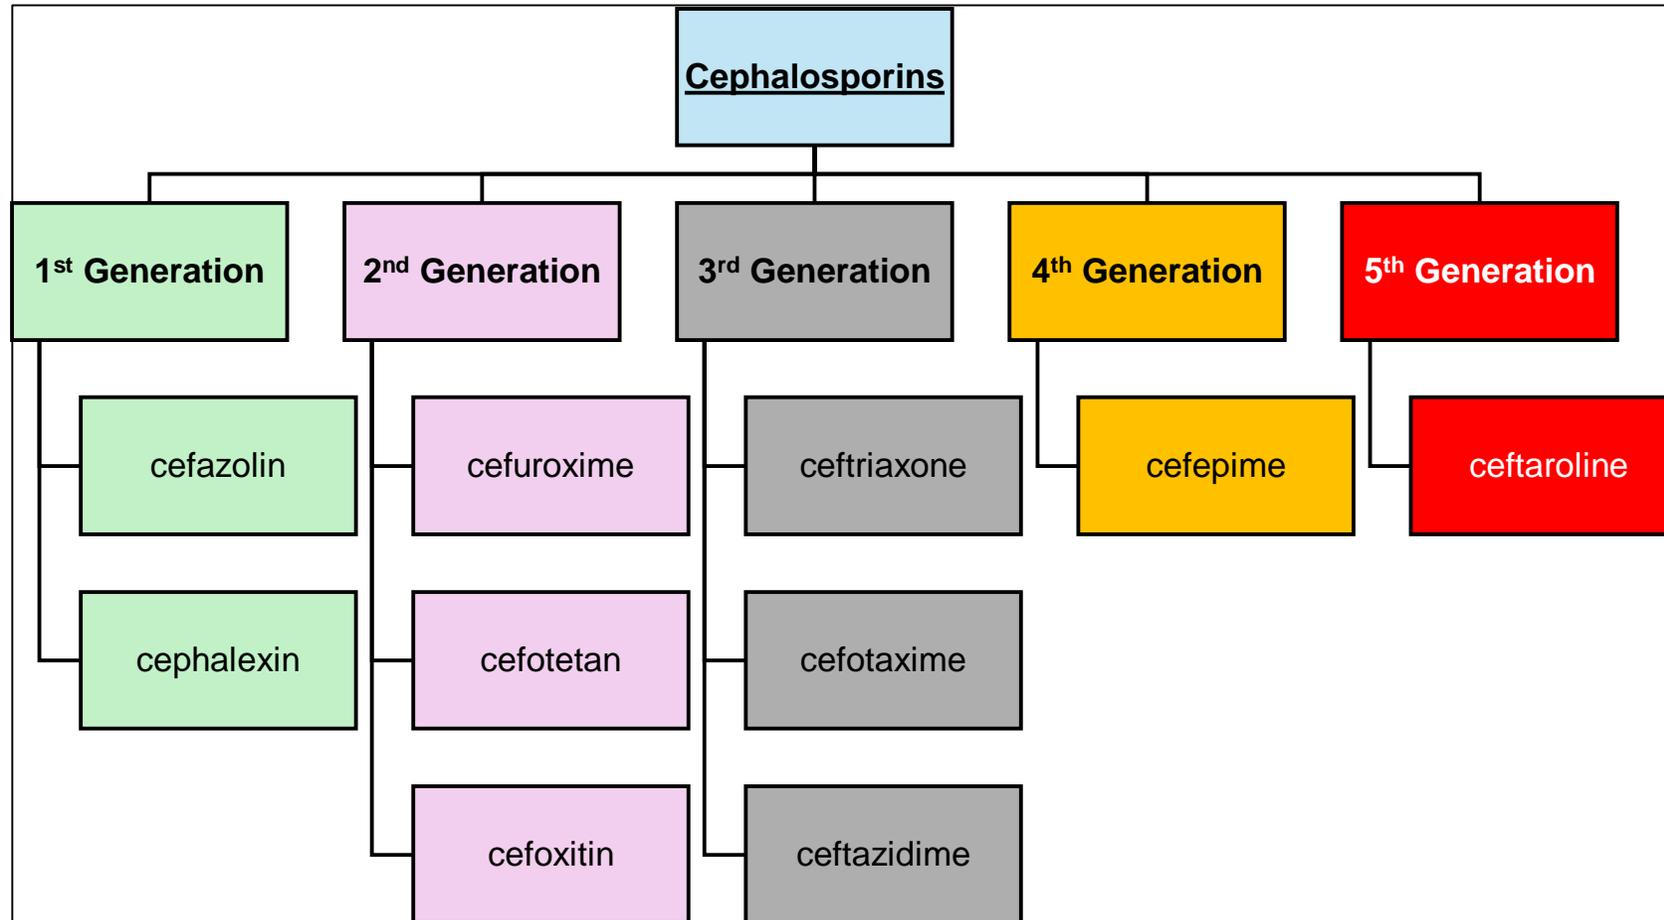 Cephalosporins
1st Generation
2nd Generation
3rd Generation
4th Generation
5th Generation
cefazolin
cefuroxime
ceftriaxone
cefepime
ceftaroline
cephalexin
cefotetan
cefotaxime
cefoxitin
ceftazidime